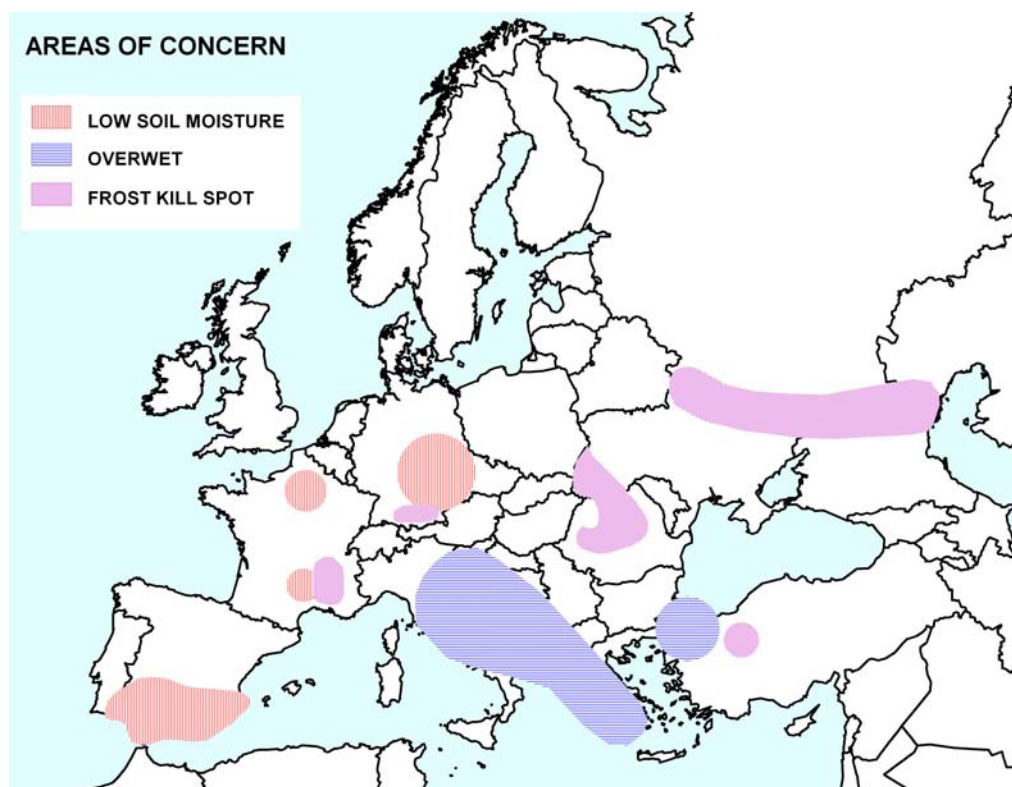 AREAS OF CONCERN
LOW SOIL MOISTURE
OVERWET
FROST KILL SPOT